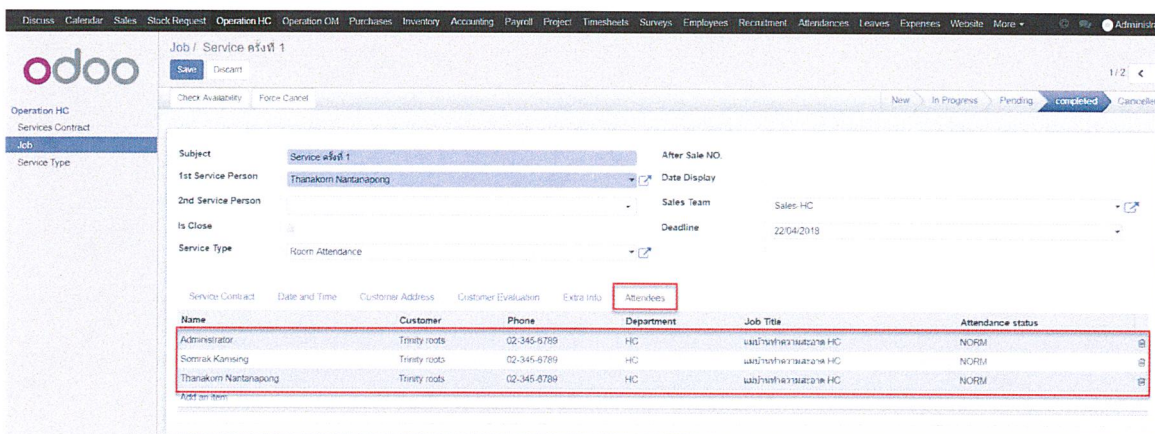 Discuss Calendar Sales Stock Request Operation HC Operation OM Purchases Inventory Accounting Payroll Project Timesheets Surveys Employees Recruitment Attendances Leaves Expenses Website More Administra
odoo
Operation HC
Services Contract
Job
Service Type
Job / Service ครั้งที่ 1
Save Discard
1 / 2
Check Availability Force Cancel
New In Progress Pending completed Cancelle
Subject Service ครั้งที่ 1 After Sale NO.
1st Service Person Thanakorn Nantanapong Date Display
2nd Service Person Sales Team Sales-HC
Is Close Deadline 22/04/2018
Service Type Room Attendance
Service Contract Date and Time Customer Address Customer Evaluation Extra Info Attendees
Name Customer Phone Department Job Title Attendance status
Administrator Trinity roots 02-345-6789 HC แม่บ้านทำความสะอาด HC NORM
Somrak Kamsing Trinity roots 02-345-6789 HC แม่บ้านทำความสะอาด HC NORM
Thanakorn Nantanapong Trinity roots 02-345-6789 HC แม่บ้านทำความสะอาด HC NORM
Add an item